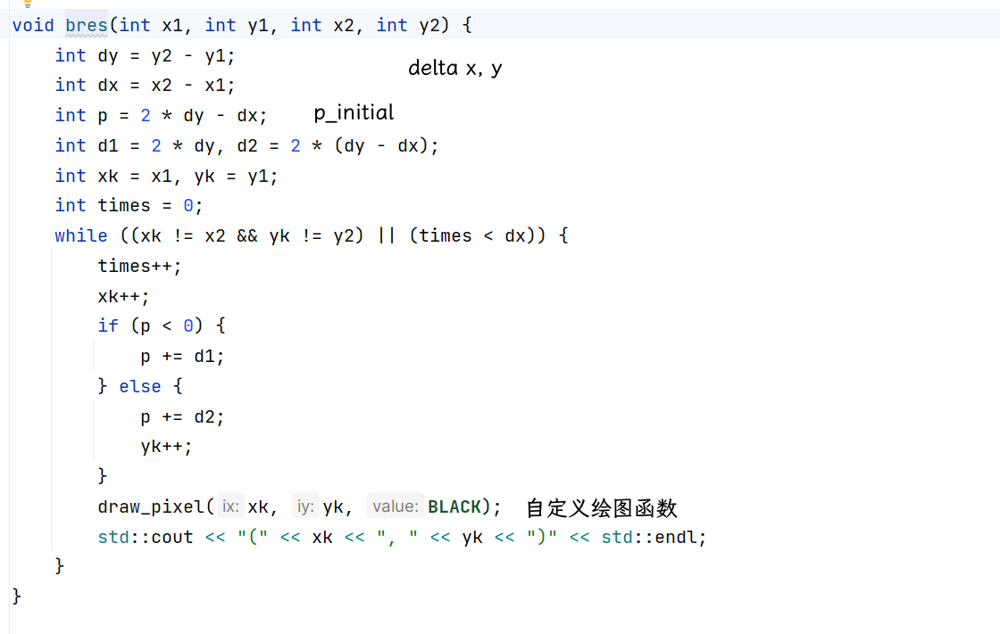 void bres(int x1, int y1, int x2, int y2) {
    int dy = y2 - y1;
delta x, y
    int dx = x2 - x1;
    int p = 2 * dy - dx; p_initial
    int d1 = 2 * dy, d2 = 2 * (dy - dx);
    int xk = x1, yk = y1;
    int times = 0;
    while ((xk != x2 && yk != y2) || (times < dx)) {
        times++;
        xk++;
        if (p < 0) {
            p += d1;
        } else {
            p += d2;
            yk++;
        }
        draw_pixel( ix: xk, iy: yk, value: BLACK); 自定义绘图函数
        std::cout << "(" << xk << ", " << yk << ")" << std::endl;
    }
}